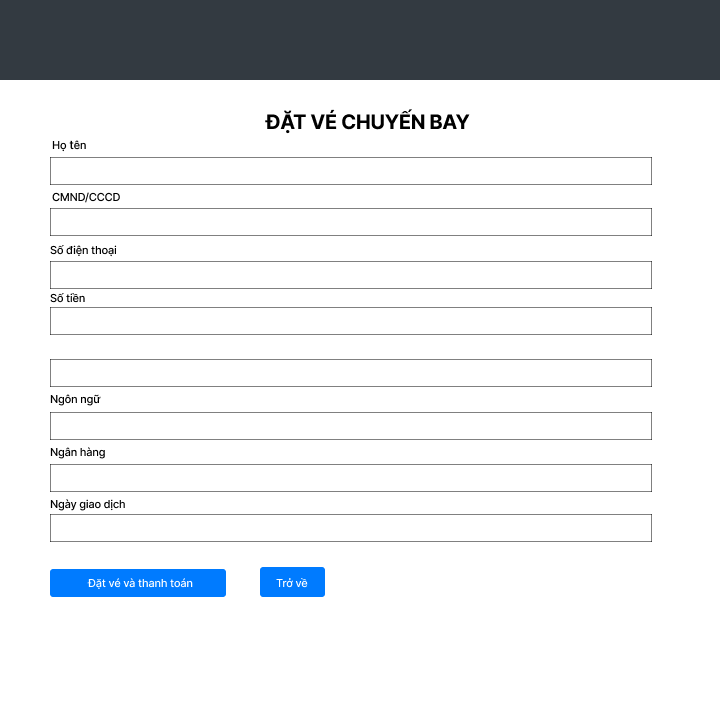 ĐẶT VÉ CHUYẾN BAY
Họ tên
CMND/CCCD
Số điện thoại
Số tiền
Ngôn ngữ
Ngân hàng
Ngày giao dịch
Đặt vé và thanh toán
Trở về